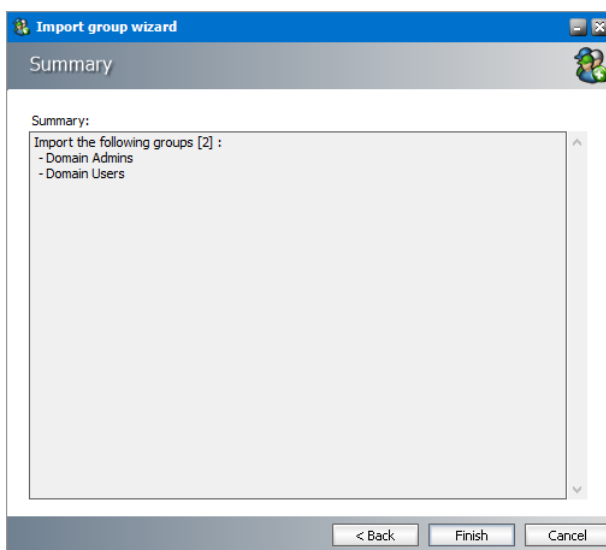 Import group wizard
Summary
Summary:
Import the following groups [2] :
- Domain Admins
- Domain Users
< Back
Finish
Cancel